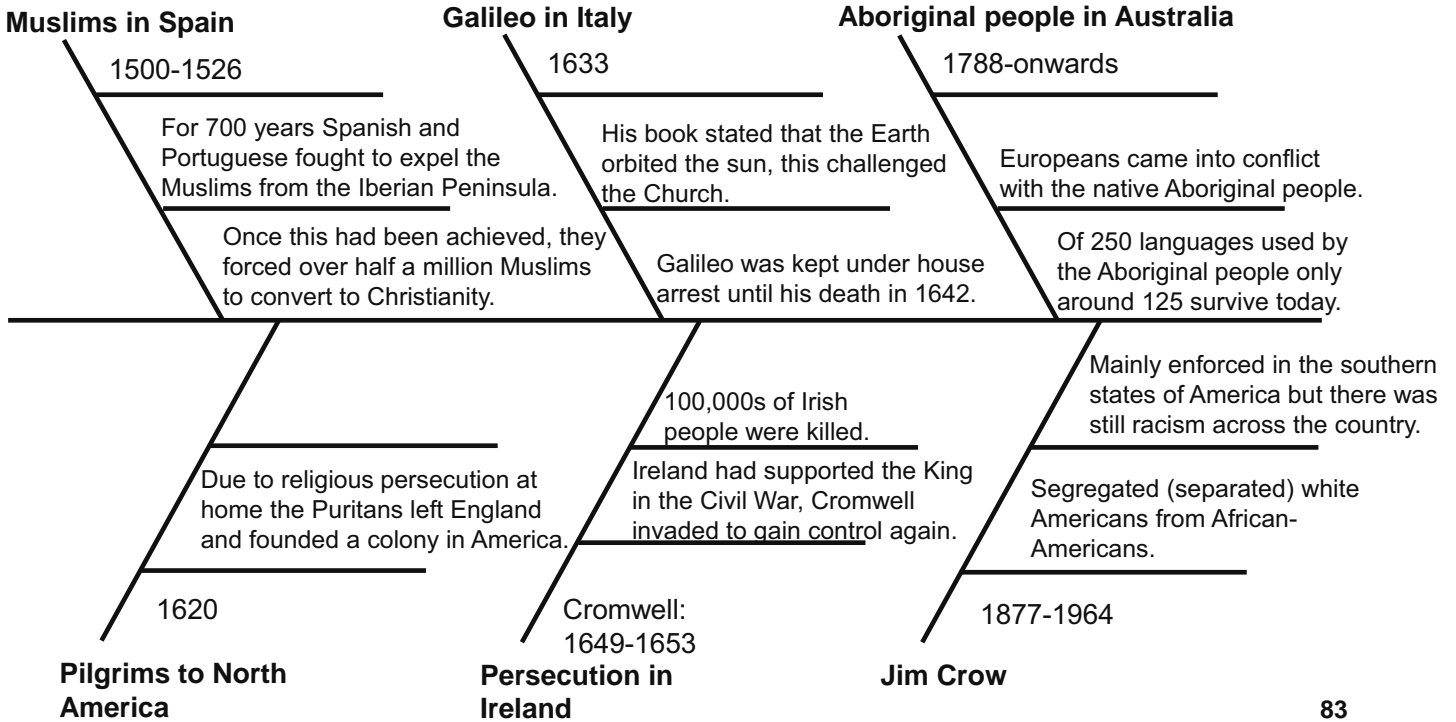 Muslims in Spain
1500-1526
For 700 years Spanish and
Portuguese fought to expel the
Muslims from the Iberian Peninsula.
Once this had been achieved, they
forced over half a million Muslims
to convert to Christianity.
Galileo in Italy
1633
His book stated that the Earth
orbited the sun, this challenged
the Church.
Galileo was kept under house
arrest until his death in 1642.
Aboriginal people in Australia
1788-onwards
Europeans came into conflict
with the native Aboriginal people.
Of 250 languages used by
the Aboriginal people only
around 125 survive today.
Due to religious persecution at
home the Puritans left England
and founded a colony in America.
1620
Pilgrims to North
America
100,000s of Irish
people were killed.
Ireland had supported the King
in the Civil War, Cromwell
invaded to gain control again.
Cromwell:
1649-1653
Persecution in
Ireland
Mainly enforced in the southern
states of America but there was
still racism across the country.
Segregated (separated) white
Americans from African-
Americans.
1877-1964
Jim Crow
83